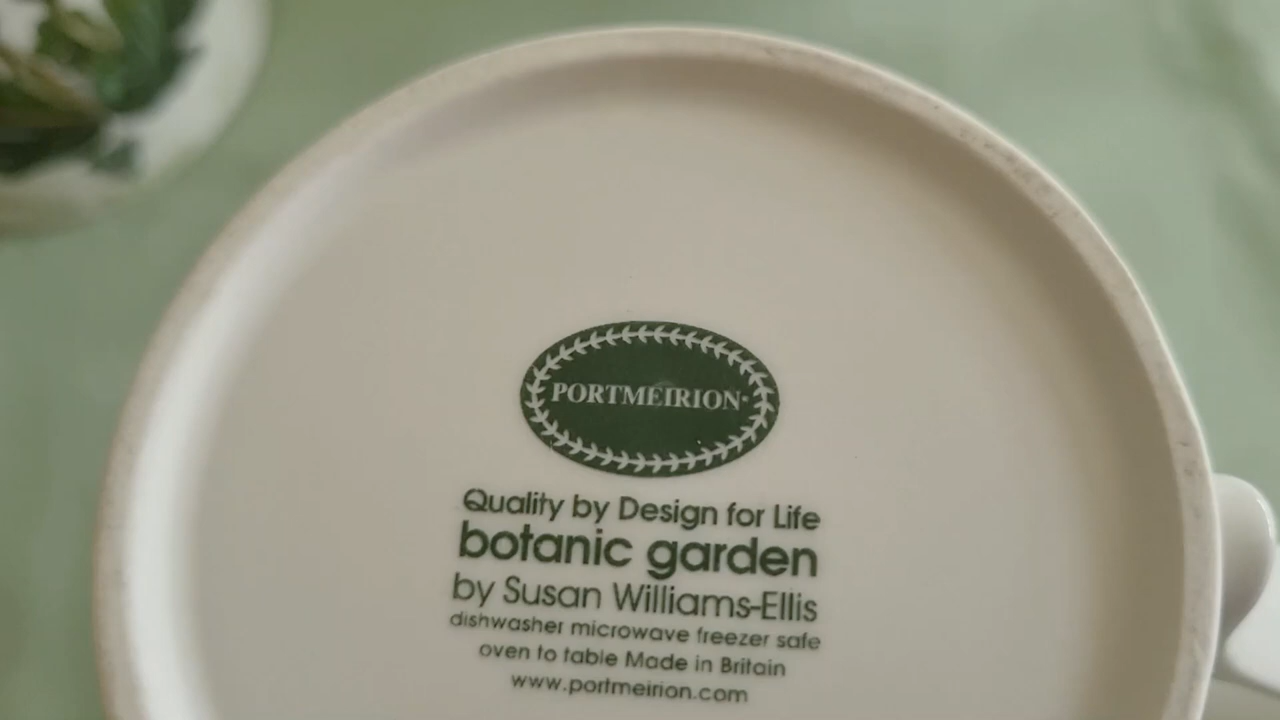 PORTMEIRION
Quality by Design for Life
botanic garden
by Susan Williams-Ellis
dishwasher microwave freezer safe
oven to table Made in Britain
www.portmeirion.com